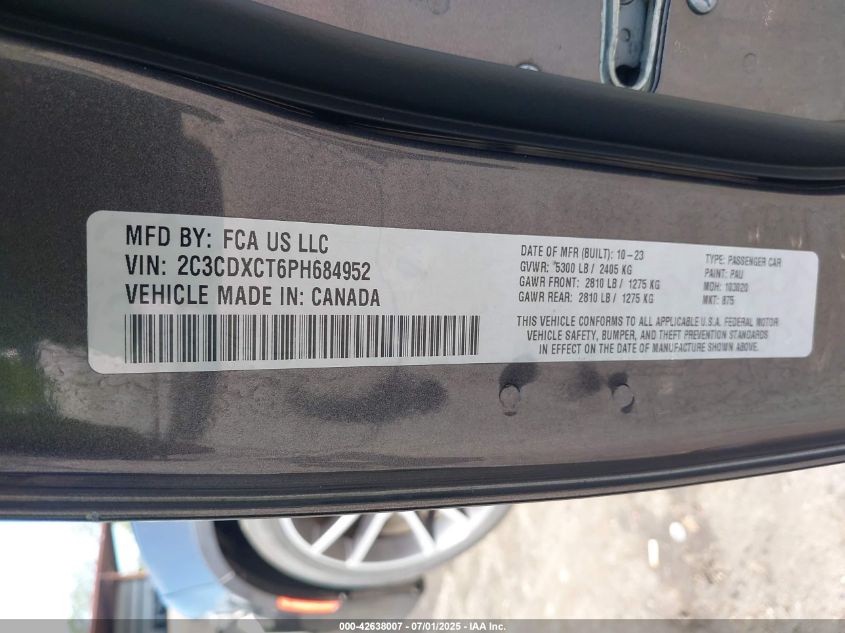 MFD BY: FCA US LLC
VIN: 2C3CDXCT6PH684952
VEHICLE MADE IN: CANADA
DATE OF MFR (BUILT): 10-23
GVWR: 5300 LB / 2405 KG
GAWR FRONT: 2810 LB / 1275 KG
GAWR REAR: 2810 LB / 1275 KG
TYPE: PASSENGER CAR
PAINT: PAU
MDH: 103020
MKT: 875
THIS VEHICLE CONFORMS TO ALL APPLICABLE U.S.A. FEDERAL MOTOR
VEHICLE SAFETY, BUMPER, AND THEFT PREVENTION STANDARDS
IN EFFECT ON THE DATE OF MANUFACTURE SHOWN ABOVE.
000-42638007 - 07/01/2025 - IAA Inc.